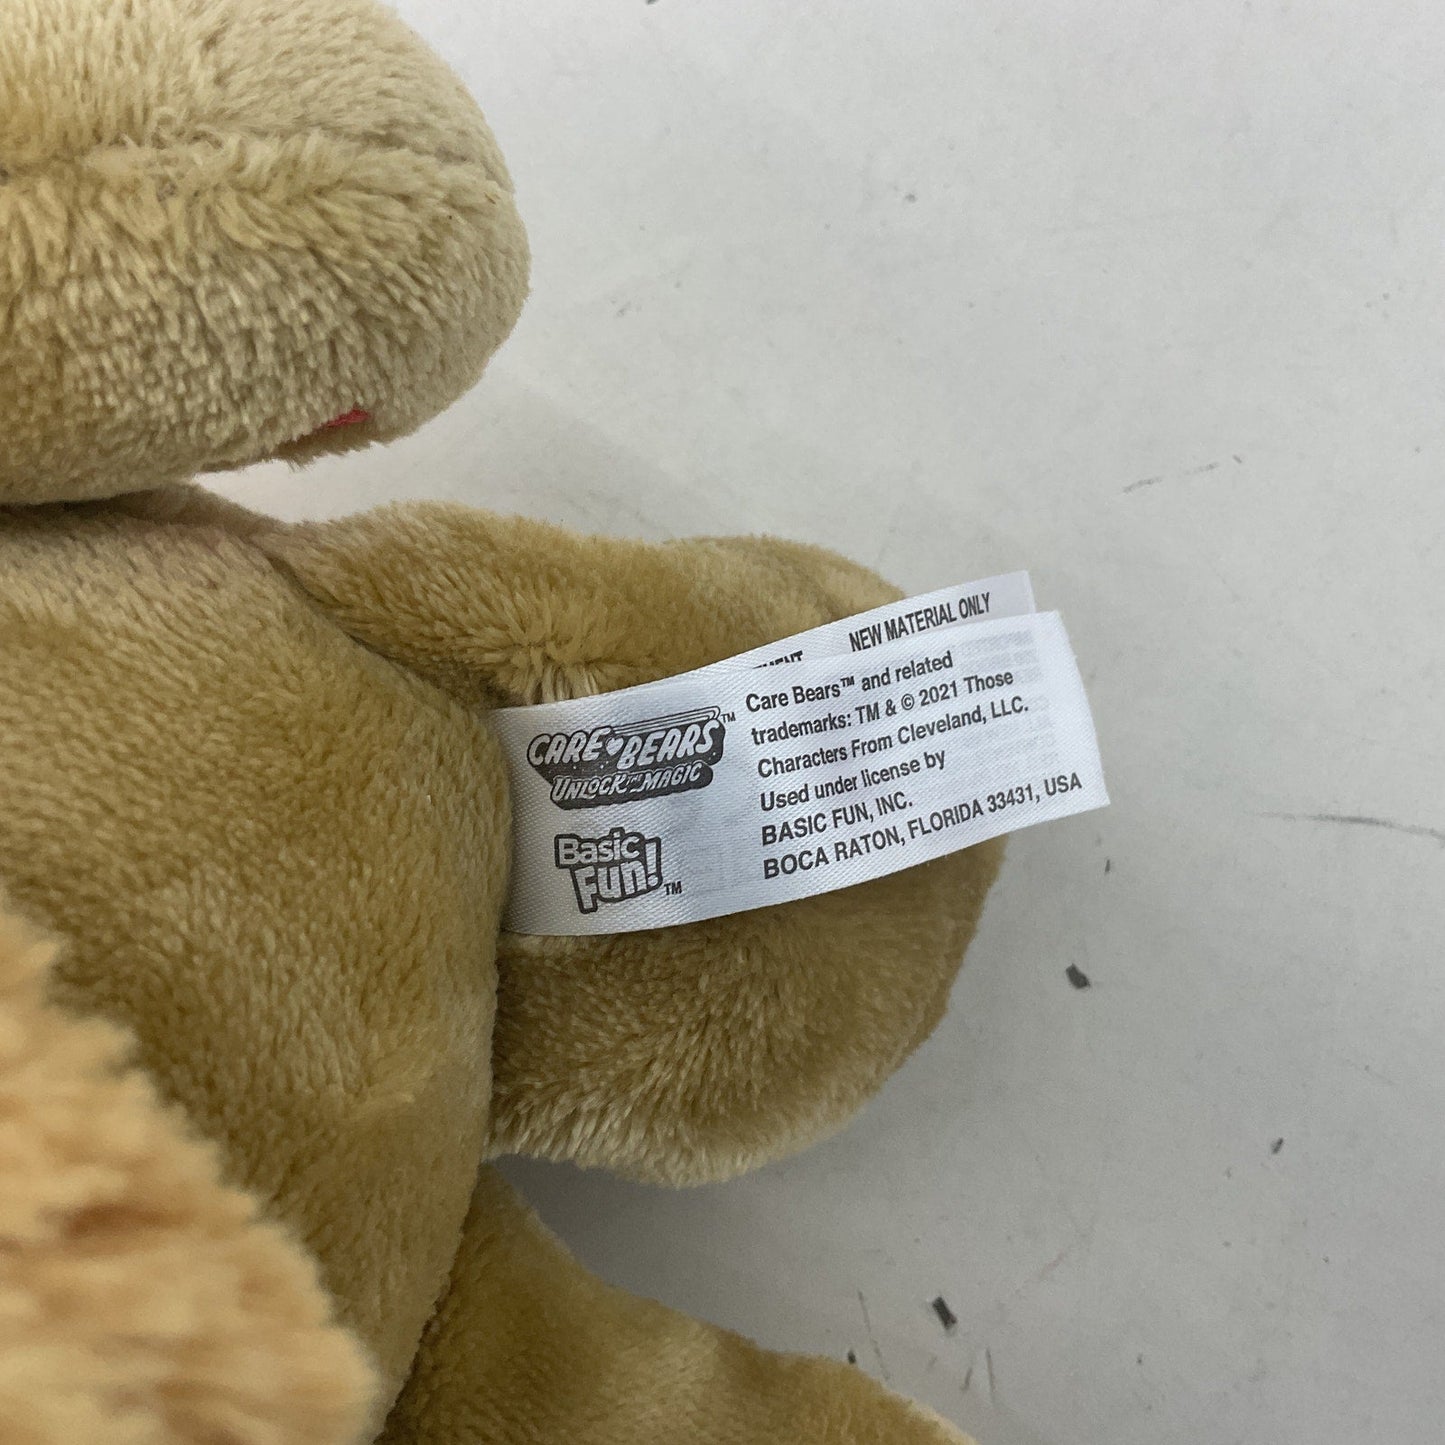 NEW MATERIAL ONLY
CARE BEARS™
UNLOCK THE MAGIC
Basic
Fun!™
Care Bears™ and related
trademarks: TM & © 2021 Those
Characters From Cleveland, LLC.
Used under license by
BASIC FUN, INC.
BOCA RATON, FLORIDA 33431, USA